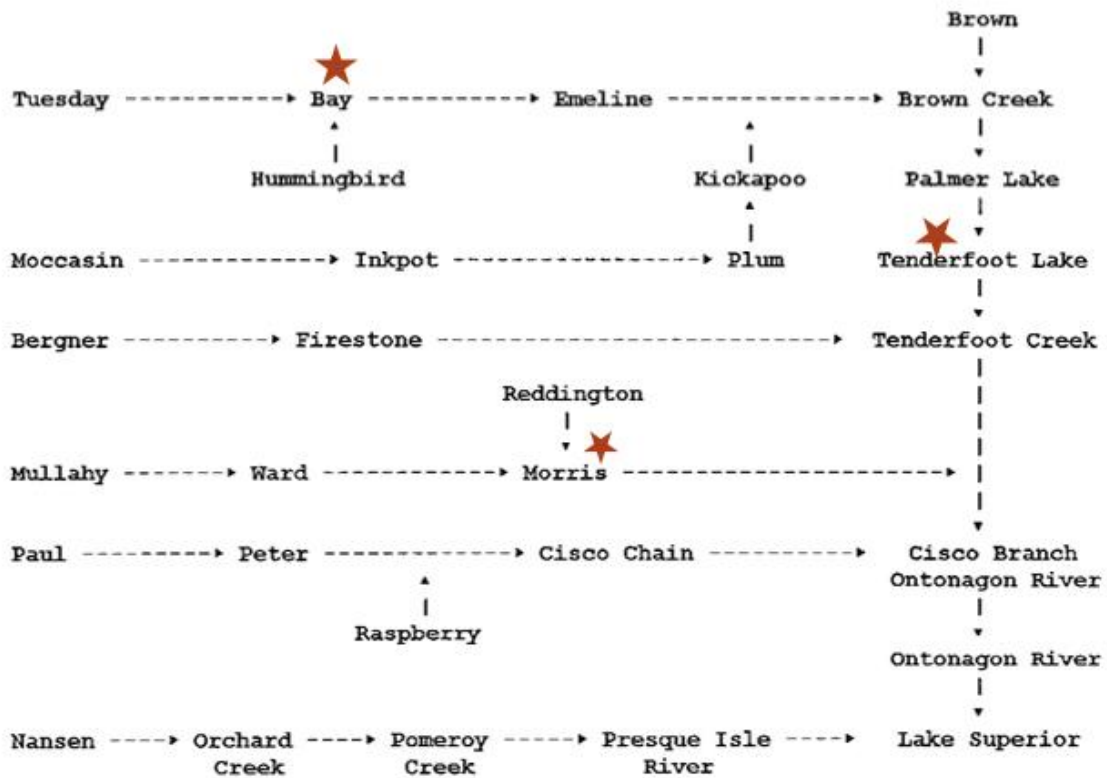 Brown
Tuesday Bay Emeline Brown Creek
Hummingbird Kickapoo Palmer Lake
Moccasin Inkpot Plum Tenderfoot Lake
Bergner Firestone Tenderfoot Creek
Reddington
Mullahy Ward Morris
Paul Peter Cisco Chain Cisco Branch
Ontonagon River
Raspberry
Ontonagon River
Nansen Orchard Pomeroy Presque Isle Lake Superior
Creek Creek River